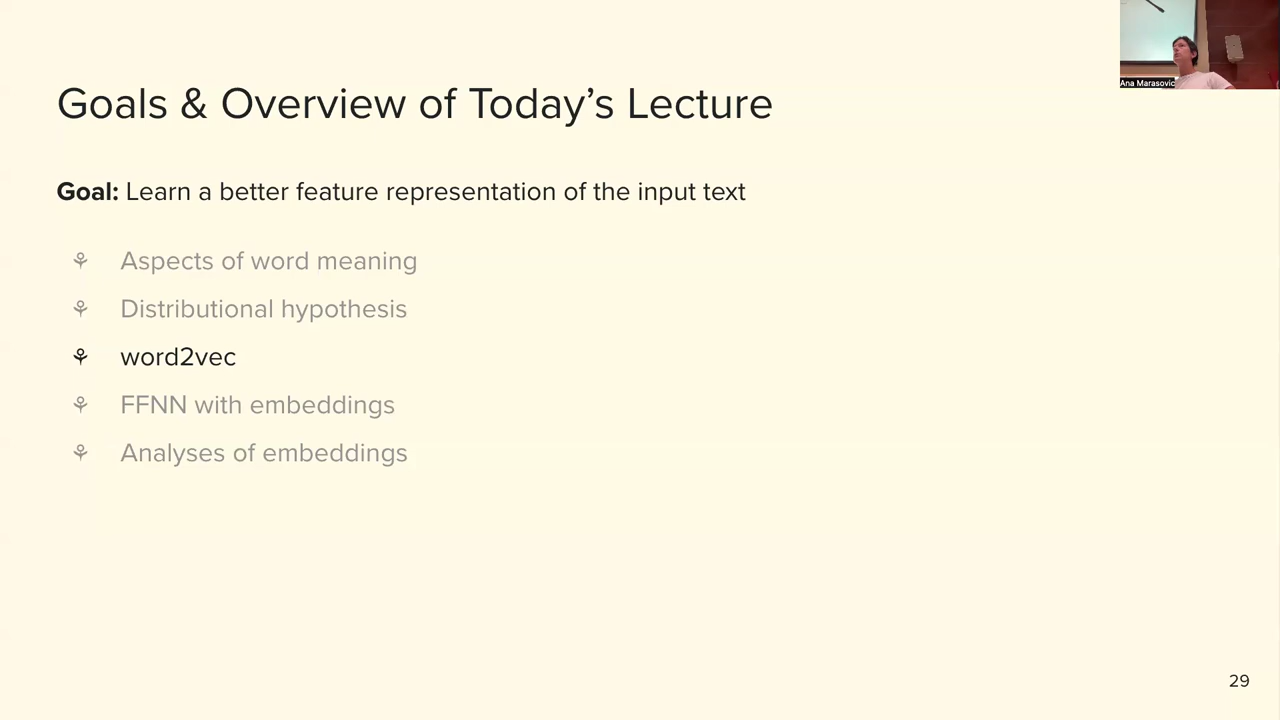 Ana Marasovic
Goals & Overview of Today’s Lecture
Goal: Learn a better feature representation of the input text
Aspects of word meaning
Distributional hypothesis
word2vec
FFNN with embeddings
Analyses of embeddings
29